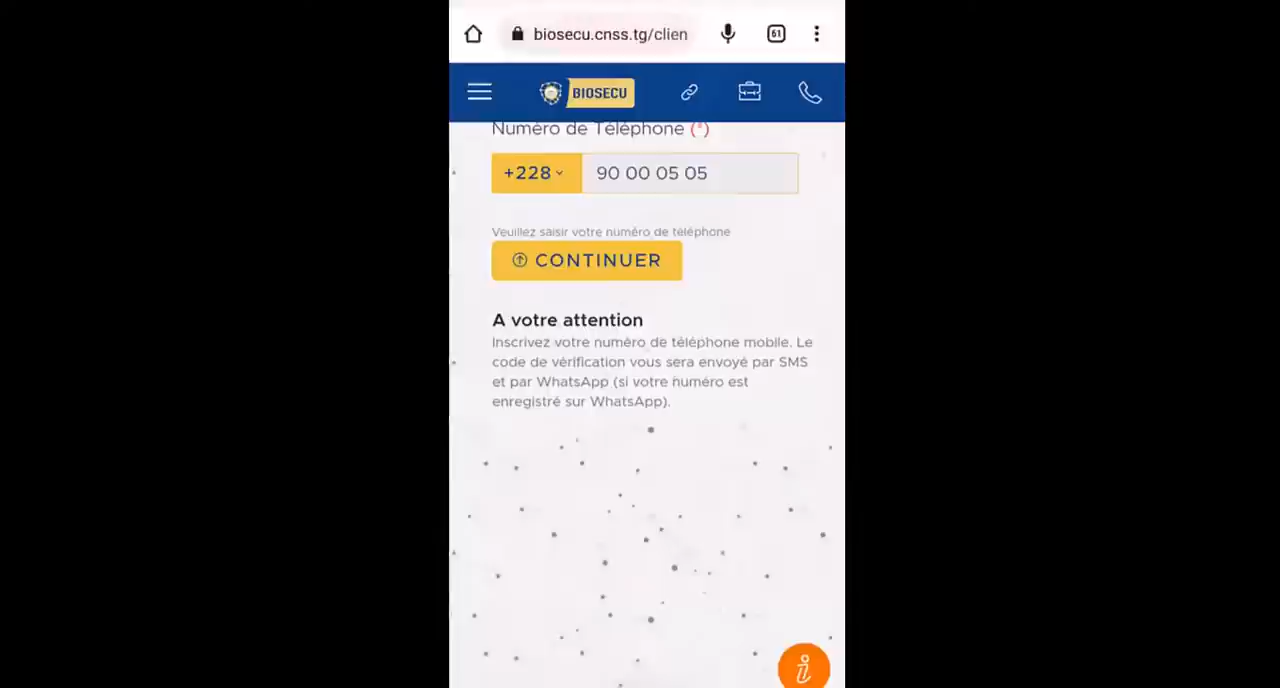 biosecu.cnss.tg/clien
61
BIOSECU
Numéro de Téléphone (*)
+228
90 00 05 05
Veuillez saisir votre numéro de téléphone
CONTINUER
A votre attention
Inscrivez votre numéro de téléphone mobile. Le
code de vérification vous sera envoyé par SMS
et par WhatsApp (si votre numéro est
enregistré sur WhatsApp).
i